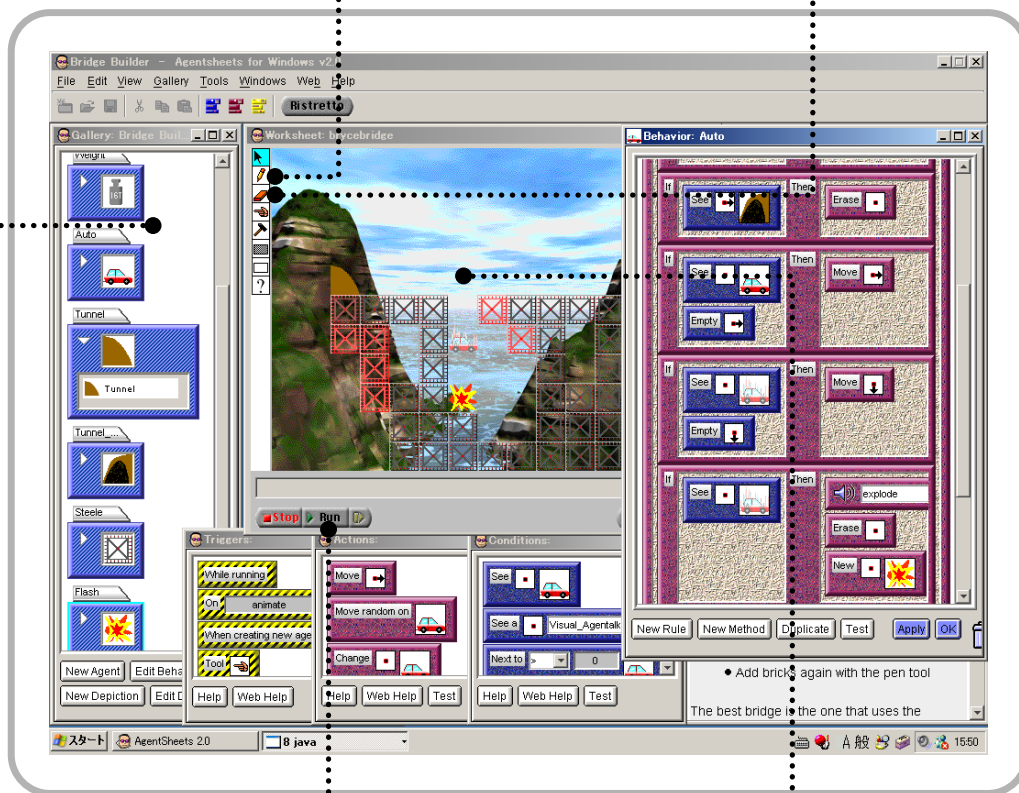 Bridge Builder - Agentsheets for Windows v2.
File Edit View Gallery Tools Windows Web Help
Ristretto
Gallery: Bridge Buil
Weight
16T
Auto
Tunnel
Tunnel
Tunnel_...
Steele
Flash
New Agent Edit Beha
New Depiction Edit D
Worksheet: brycebridge
?
Stop Run
Behavior: Auto
If See Then Erase
If See Then Move
Empty
If See Then Move
Empty
If See Then explode
Erase
New
New Rule New Method Duplicate Test Apply OK
Triggers:
While running
On animate
When creating new age
Tool
Help Web Help
Actions:
Move
Move random on
Change
Help Web Help Test
Conditions:
See
See a Visual_Agentalk
Next to » 0
Help Web Help Test
• Add bricks again with the pen tool
The best bridge is the one that uses the
スタート AgentSheets 2.0 8 java A 般 15:50